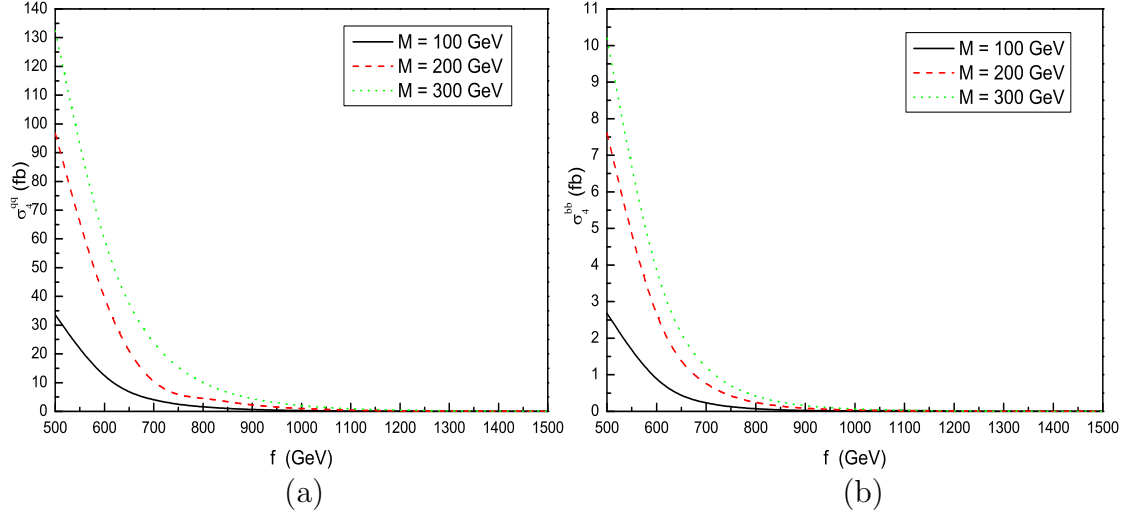 140
130
120
110
100
90
80
70
60
50
40
30
20
10
0
σ₄^qq (fb)
M = 100 GeV
M = 200 GeV
M = 300 GeV
500 600 700 800 900 1000 1100 1200 1300 1400 1500
f (GeV)
(a)
11
10
9
8
7
6
5
4
3
2
1
0
σ₄^bb (fb)
M = 100 GeV
M = 200 GeV
M = 300 GeV
500 600 700 800 900 1000 1100 1200 1300 1400 1500
f (GeV)
(b)